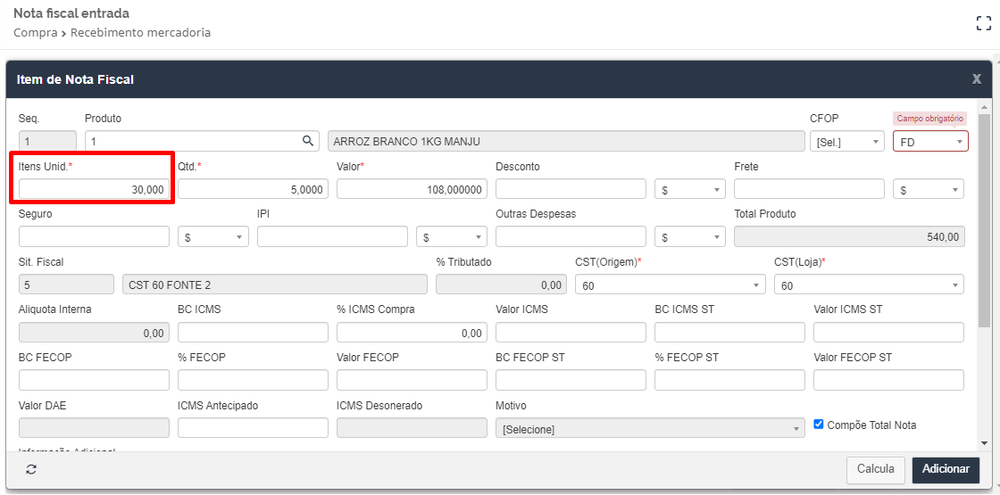 Nota fiscal entrada
Compra > Recebimento mercadoria
Item de Nota Fiscal X
Seq. Produto CFOP Campo obrigatório
1 1 ARROZ BRANCO 1KG MANJU [Sel.] FD
Itens Unid.* Qtd.* Valor* Desconto Frete
30,000 5,0000 108,000000 $ $
Seguro IPI Outras Despesas Total Produto
$ $ $ 540,00
Sit. Fiscal % Tributado CST(Origem)* CST(Loja)*
5 CST 60 FONTE 2 0,00 60 60
Aliquota Interna BC ICMS % ICMS Compra Valor ICMS BC ICMS ST Valor ICMS ST
0,00 0,00
BC FECOP % FECOP Valor FECOP BC FECOP ST % FECOP ST Valor FECOP ST
Valor DAE ICMS Antecipado ICMS Desonerado Motivo
[Selecione] Compõe Total Nota
Informação Adicional
Calcula Adicionar